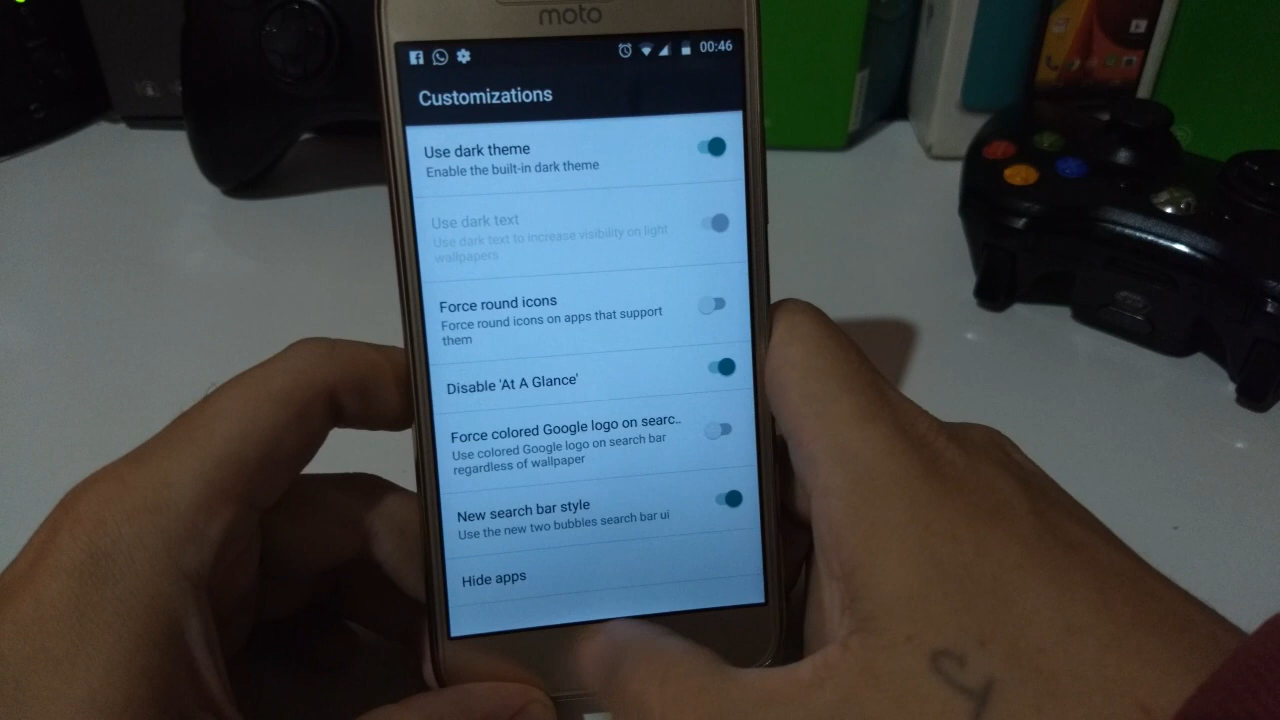 moto
00:46
Customizations
Use dark theme
Enable the built-in dark theme
Use dark text
Use dark text to increase visibility on light
wallpapers
Force round icons
Force round icons on apps that support
them
Disable 'At A Glance'
Force colored Google logo on searc..
Use colored Google logo on search bar
regardless of wallpaper
New search bar style
Use the new two bubbles search bar ui
Hide apps